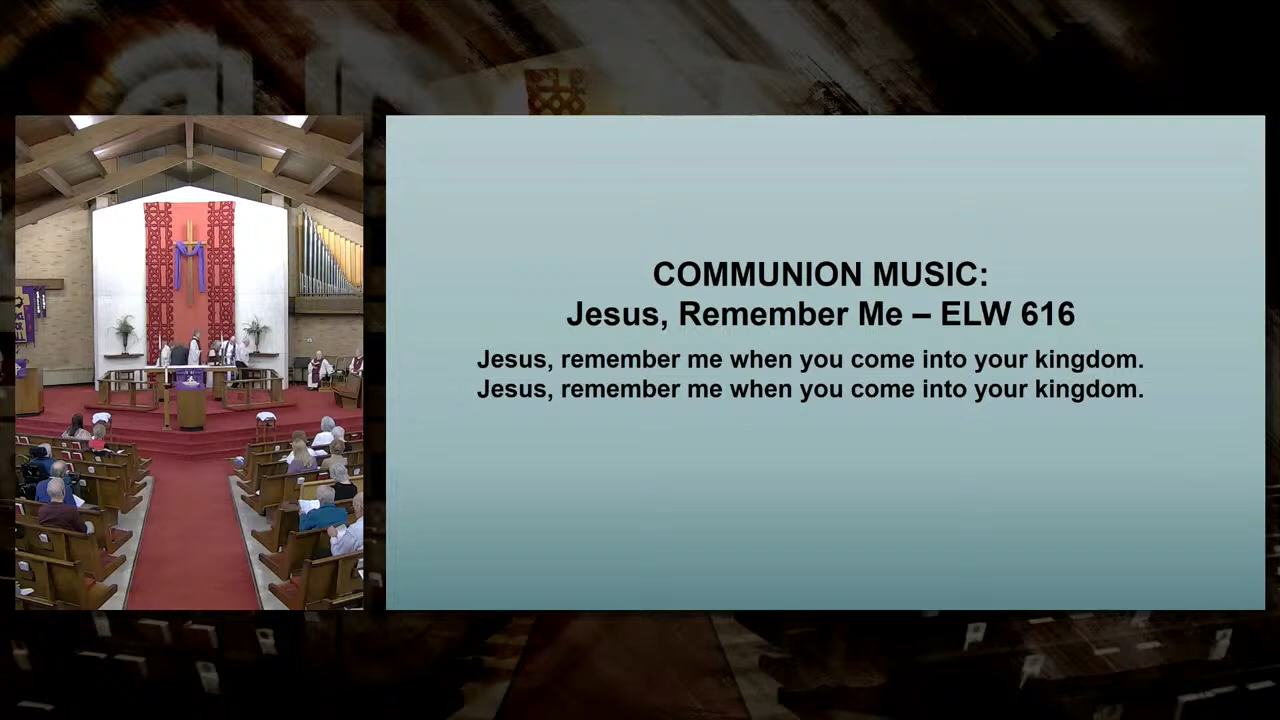 COMMUNION MUSIC:
Jesus, Remember Me – ELW 616
Jesus, remember me when you come into your kingdom.
Jesus, remember me when you come into your kingdom.